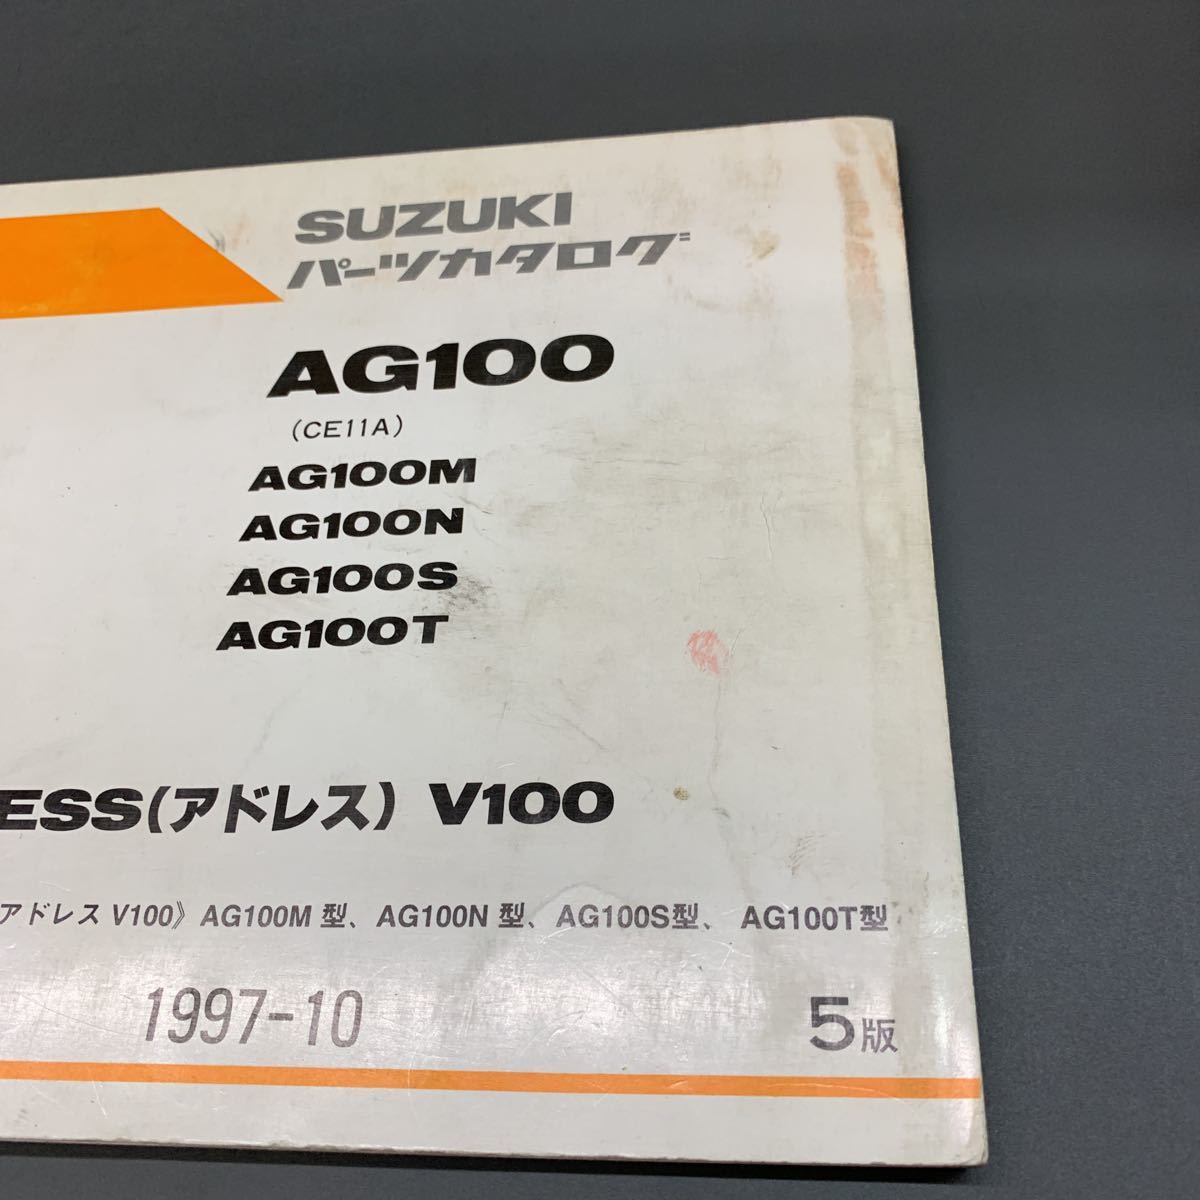 SUZUKI
パーツカタログ
AG100
(CE11A)
AG100M
AG100N
AG100S
AG100T
ESS(アドレス) V100
アドレス V100》AG100M 型、AG100N 型、AG100S型、 AG100T型
1997-10
5版